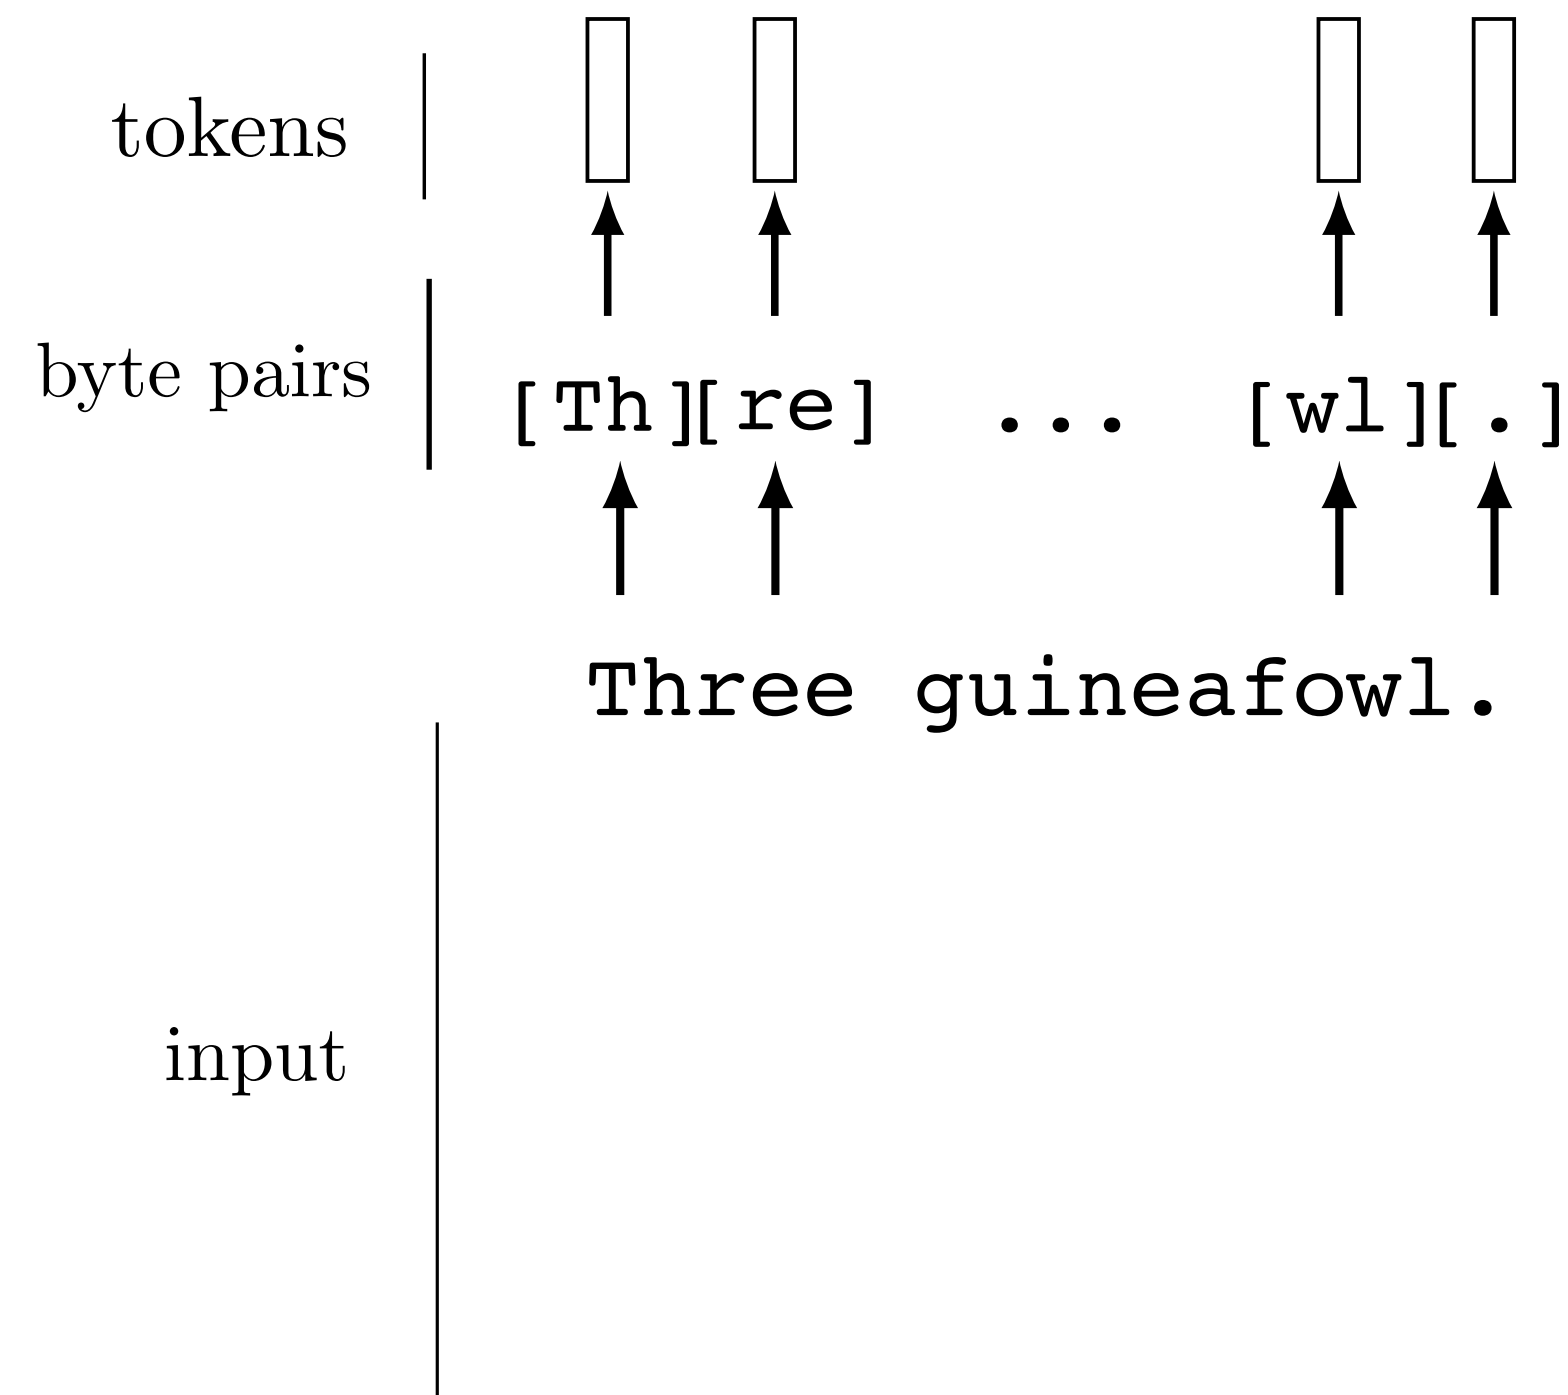 tokens
byte pairs [Th][re] ... [wl][.]
Three guineafowl.
input